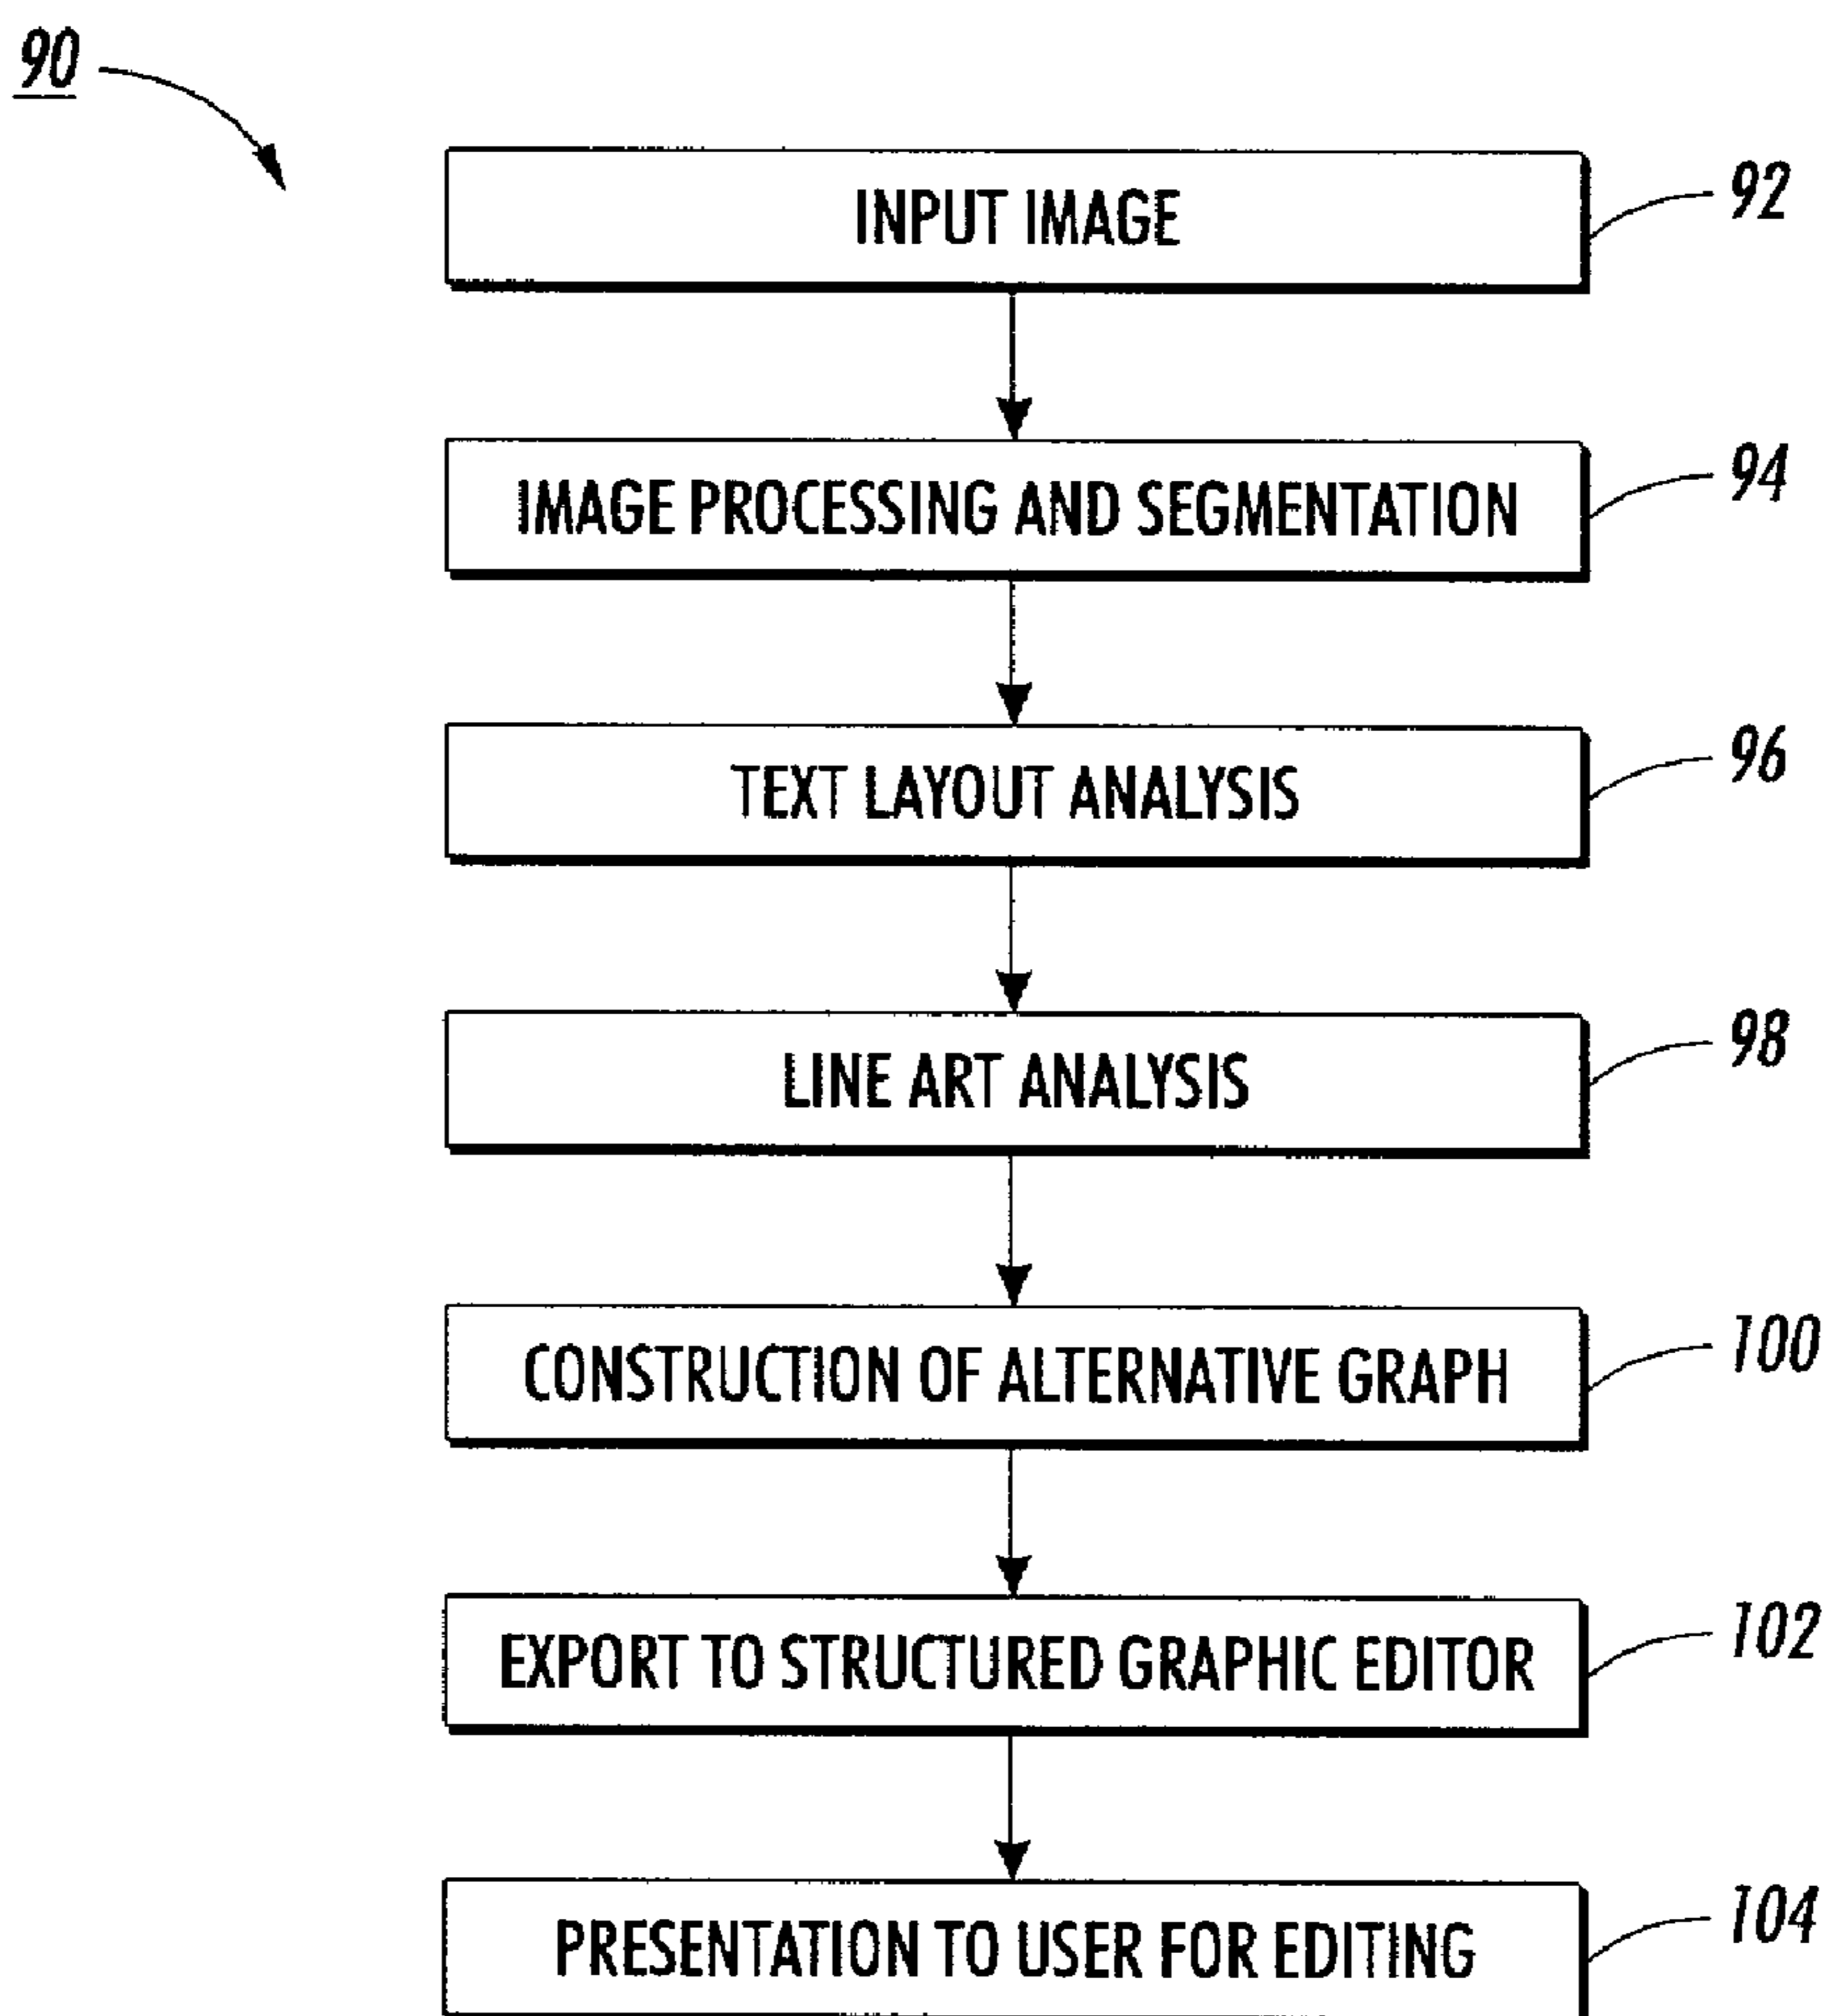 90
INPUT IMAGE
92
IMAGE PROCESSING AND SEGMENTATION
94
TEXT LAYOUT ANALYSIS
96
LINE ART ANALYSIS
98
CONSTRUCTION OF ALTERNATIVE GRAPH
100
EXPORT TO STRUCTURED GRAPHIC EDITOR
102
PRESENTATION TO USER FOR EDITING
104